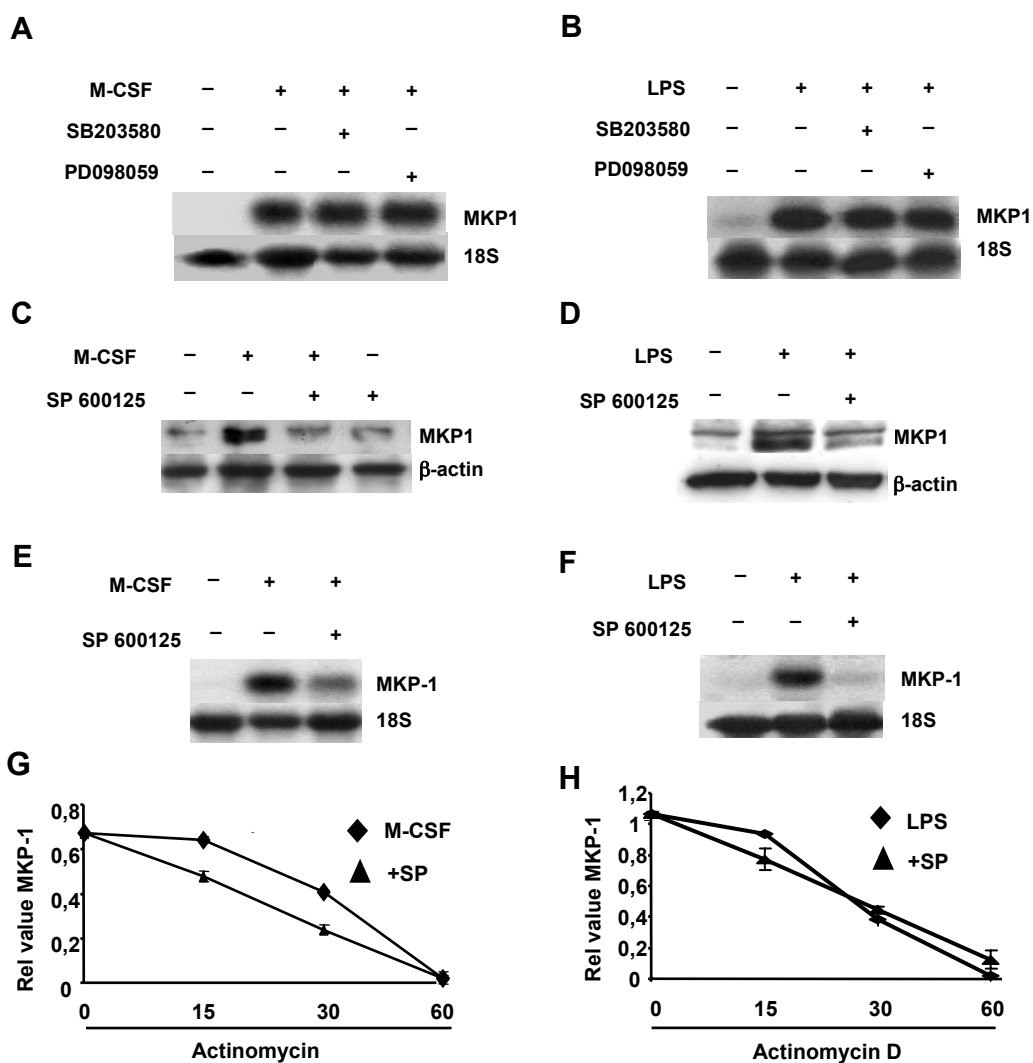 A
M-CSF – + + +
SB203580 – – + –
PD098059 – – – +
MKP1
18S
B
LPS – + + +
SB203580 – – + –
PD098059 – – – +
MKP1
18S
C
M-CSF – + + –
SP 600125 – – + +
MKP1
β-actin
D
LPS – + +
SP 600125 – – +
MKP1
β-actin
E
M-CSF – + +
SP 600125 – – +
MKP-1
18S
F
LPS – + +
SP 600125 – – +
MKP-1
18S
G
Rel value MKP-1
0,8
0,6
0,4
0,2
0
M-CSF
+SP
0 15 30 60
Actinomycin
H
Rel value MKP-1
1,2
1
0,8
0,6
0,4
0,2
0
LPS
+SP
0 15 30 60
Actinomycin D